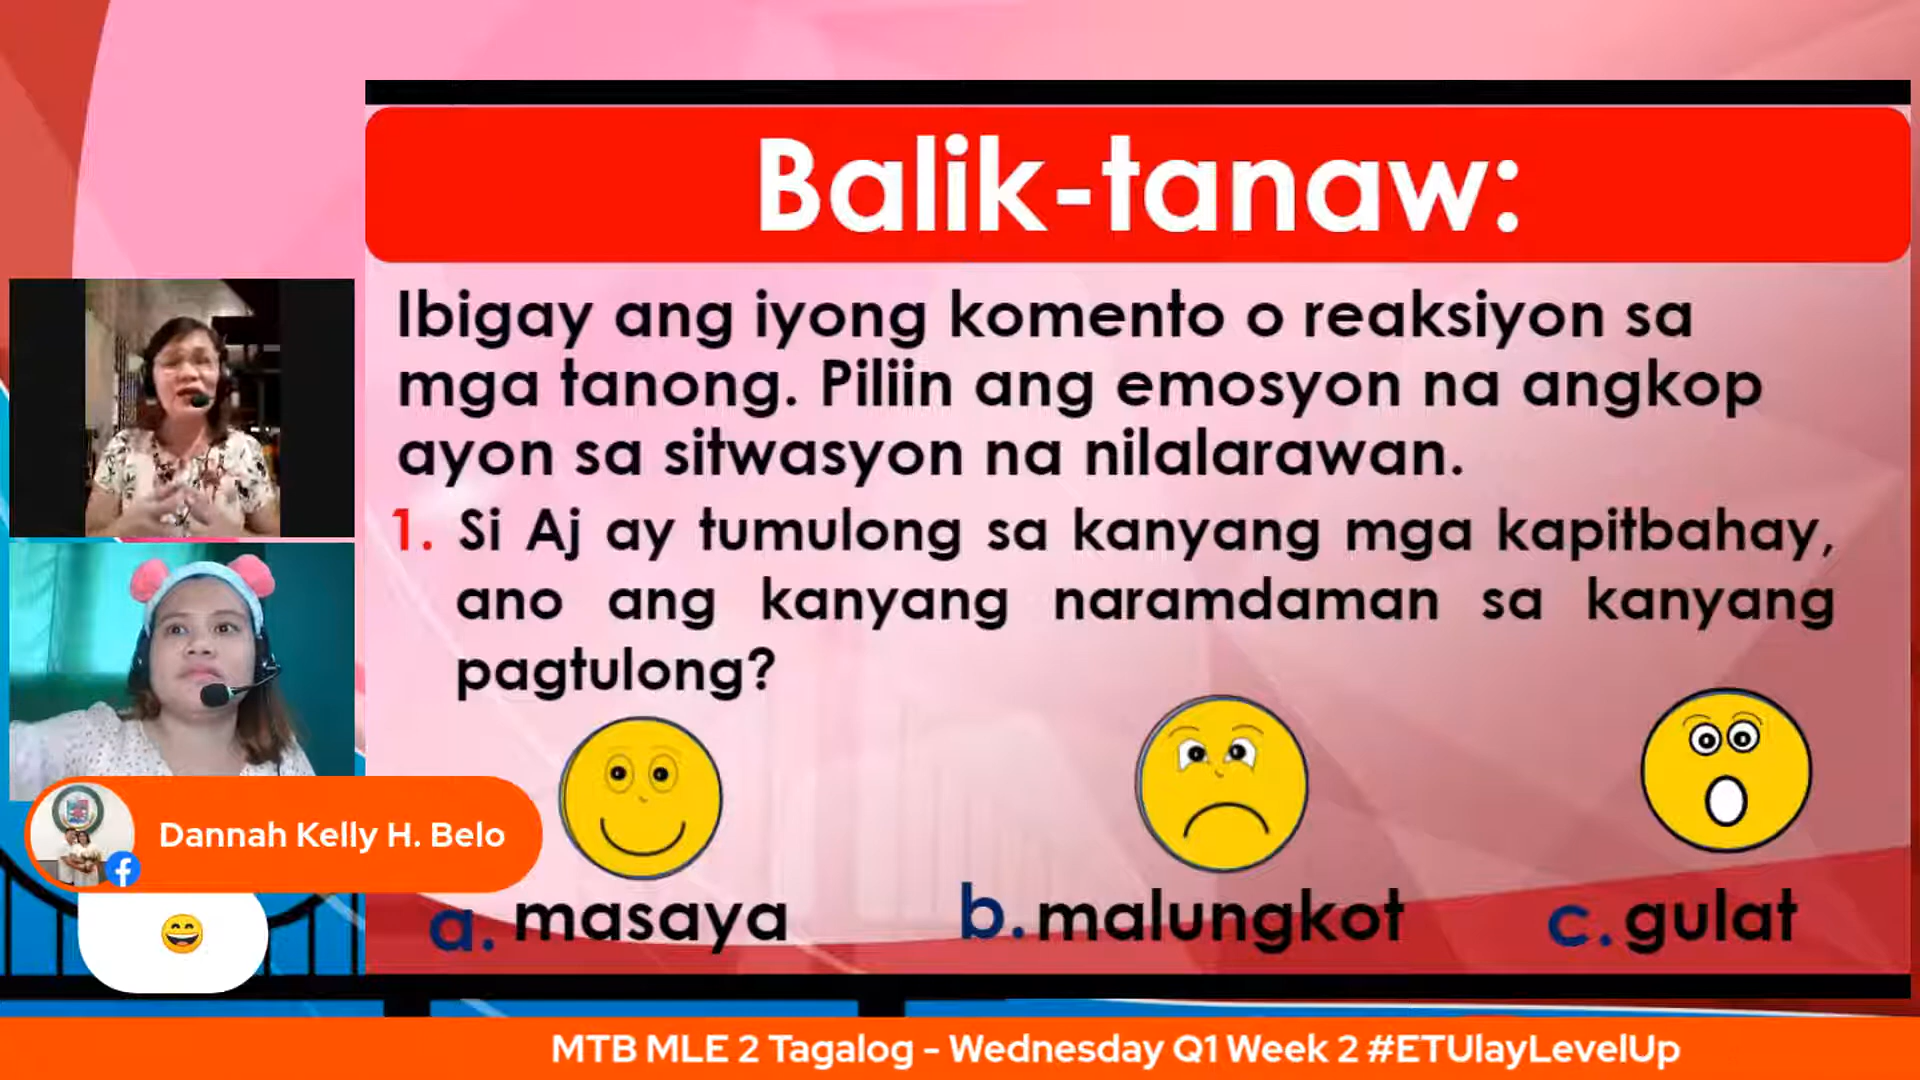 Balik-tanaw:
Ibigay ang iyong komento o reaksiyon sa
mga tanong. Piliin ang emosyon na angkop
ayon sa sitwasyon na nilalarawan.
1. Si Aj ay tumulong sa kanyang mga kapitbahay,
ano ang kanyang naramdaman sa kanyang
pagtulong?
a. masaya
b. malungkot
c. gulat
Dannah Kelly H. Belo
MTB MLE 2 Tagalog - Wednesday Q1 Week 2 #ETUlayLevelUp